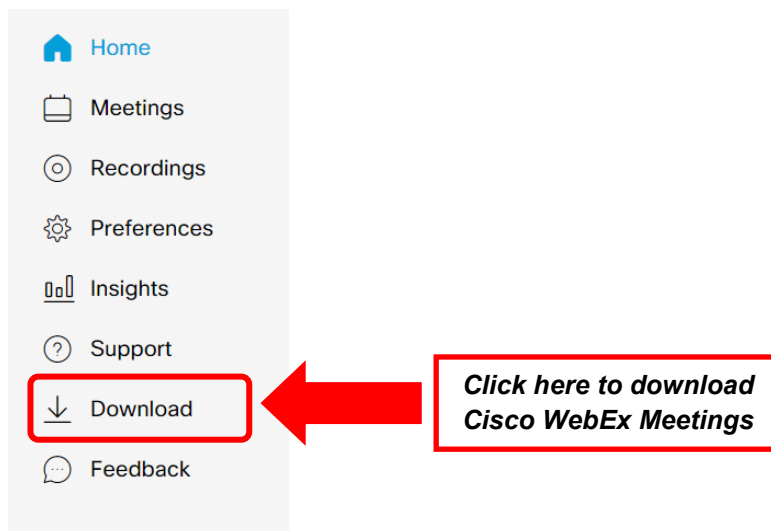 Home
Meetings
Recordings
Preferences
Insights
Support
Download
Click here to download
Cisco WebEx Meetings
Feedback